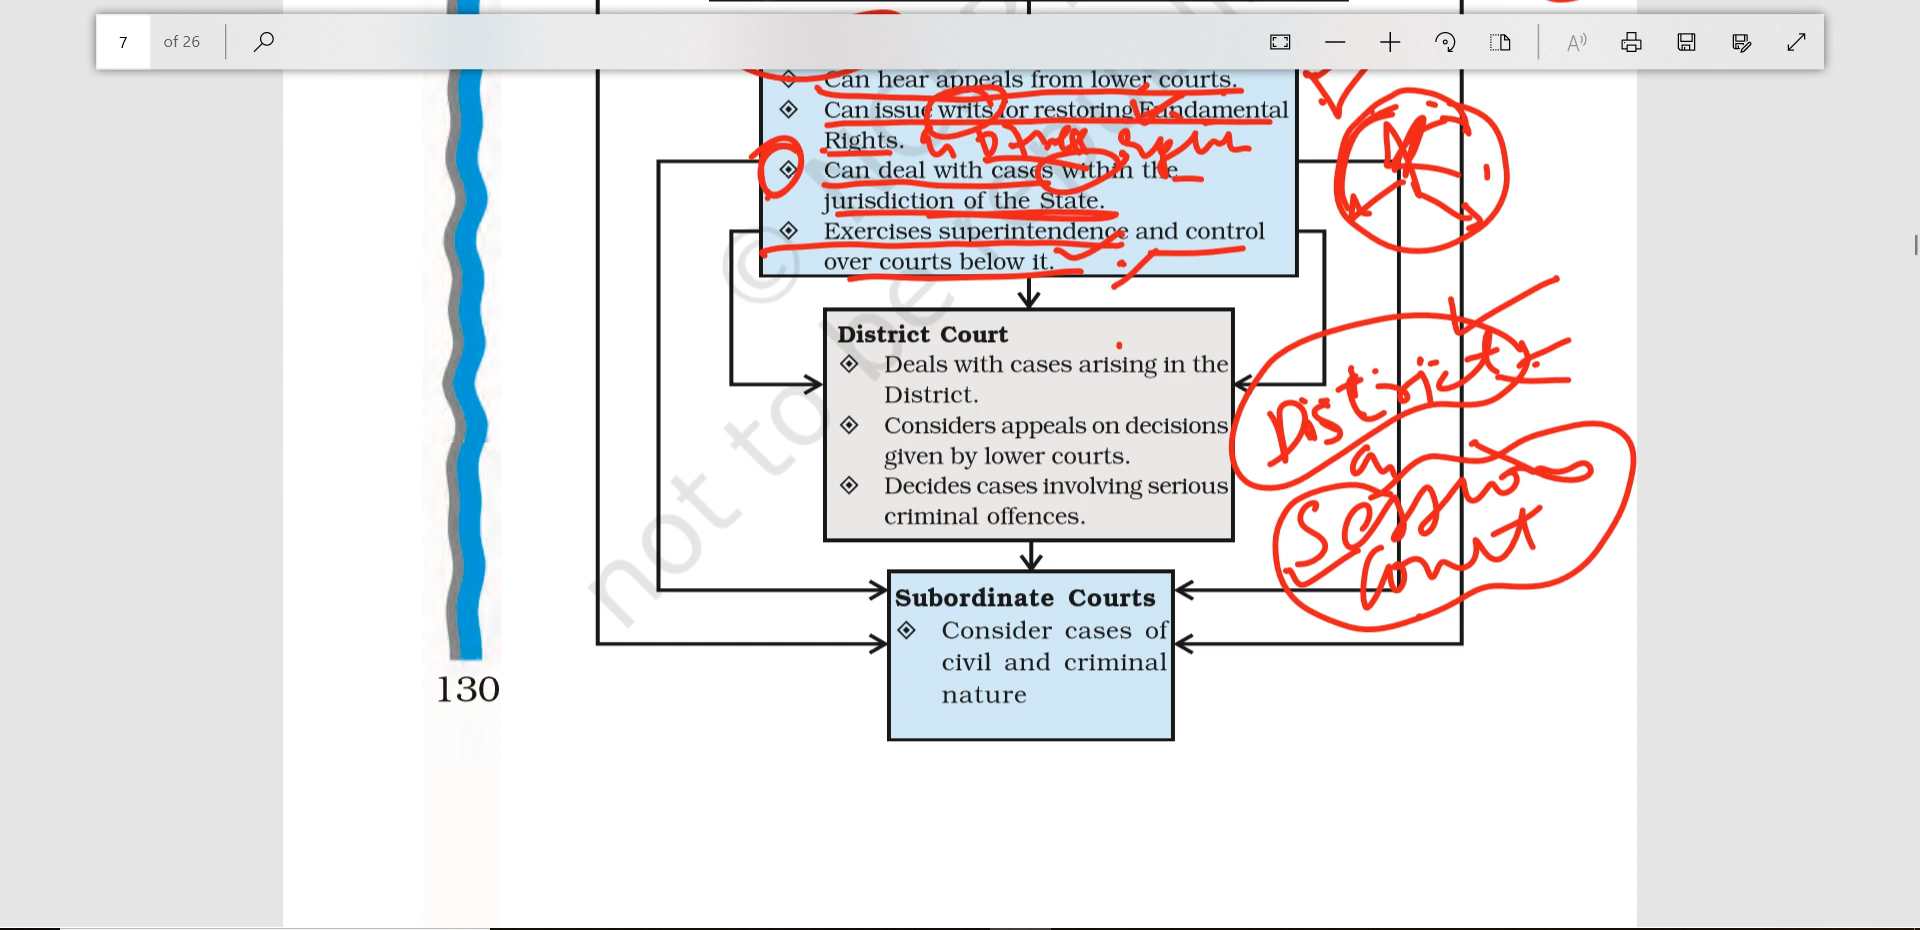 7 of 26
Can hear appeals from lower courts.
Can issue writs for restoring Fundamental
Rights.
Can deal with cases within the
jurisdiction of the State.
Exercises superintendence and control
over courts below it.
District Court
Deals with cases arising in the
District.
Considers appeals on decisions
given by lower courts.
Decides cases involving serious
criminal offences.
District
Session
Court
Subordinate Courts
Consider cases of
civil and criminal
nature
130
©
not to be